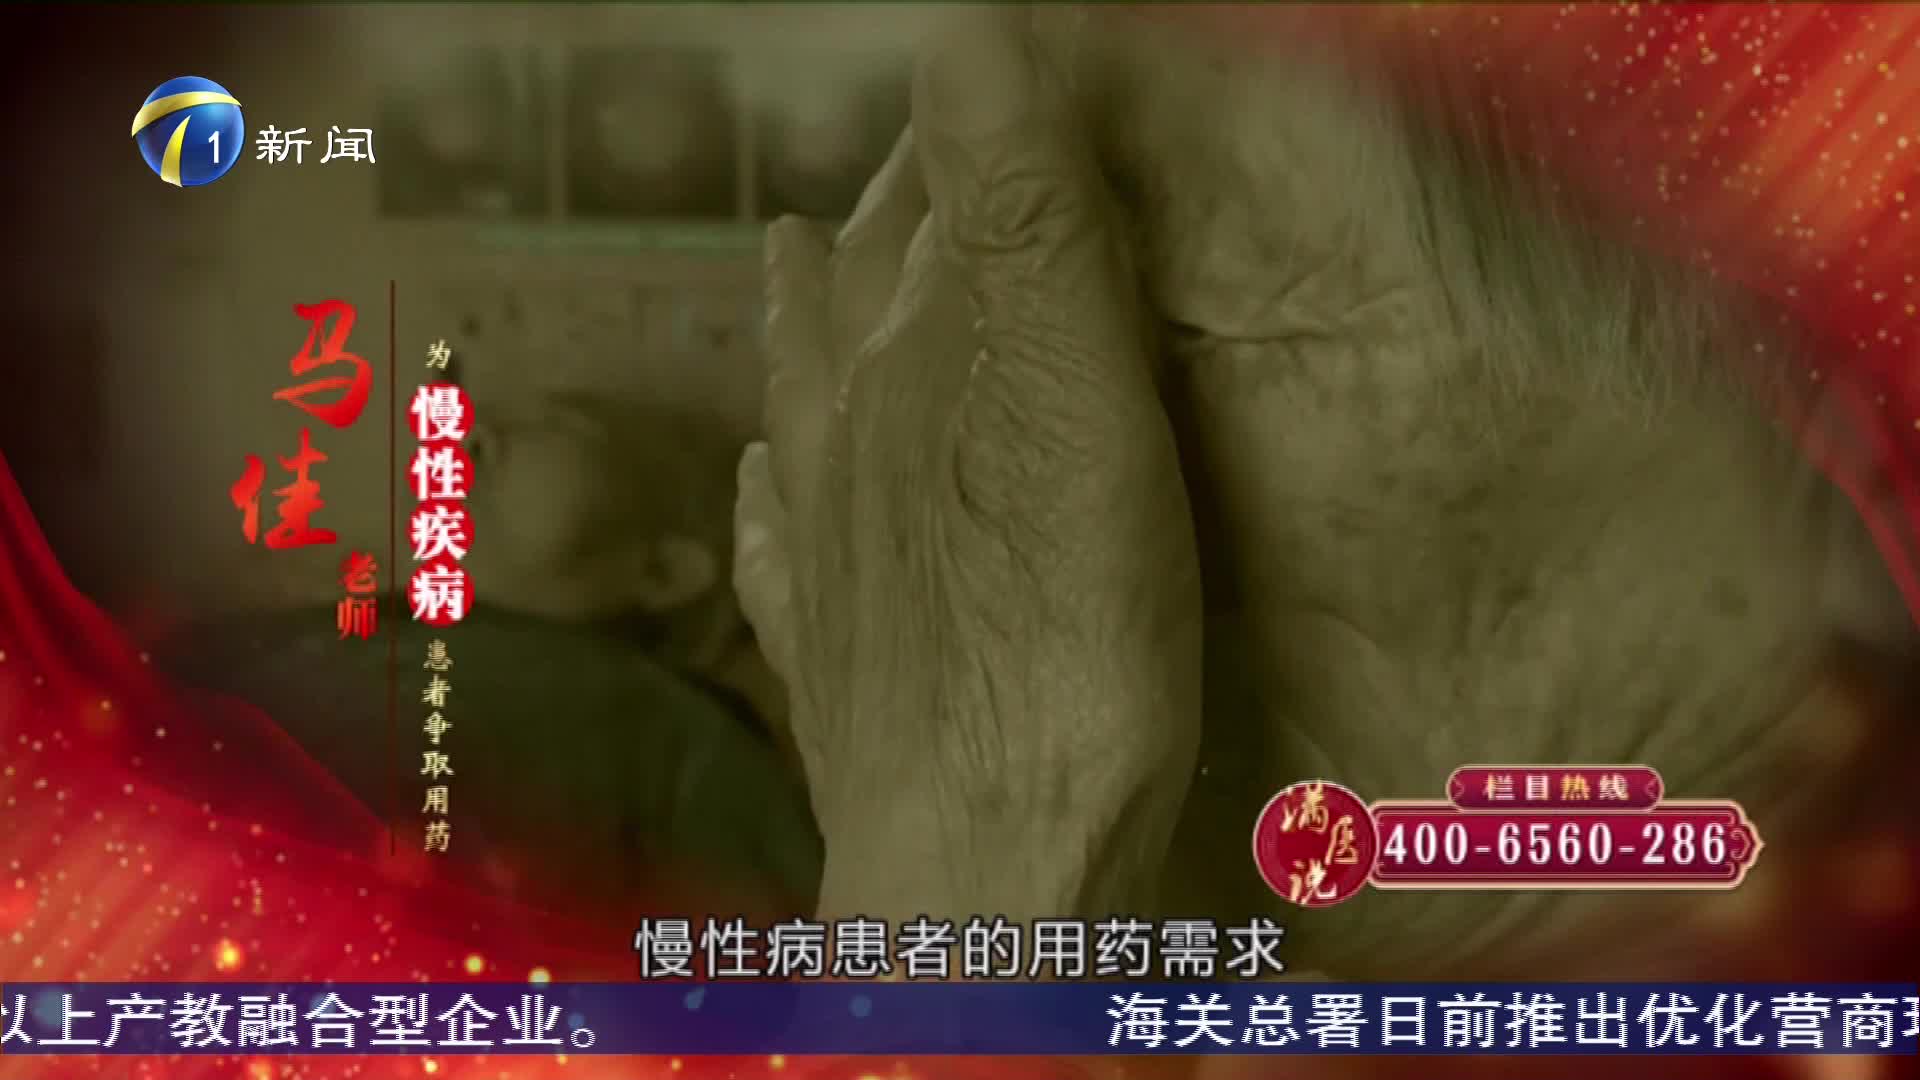 1 新闻
马佳老师
为慢性疾病患者争取用药
栏目热线
满医说
400-6560-286
慢性病患者的用药需求
以上产教融合型企业。
海关总署日前推出优化营商环